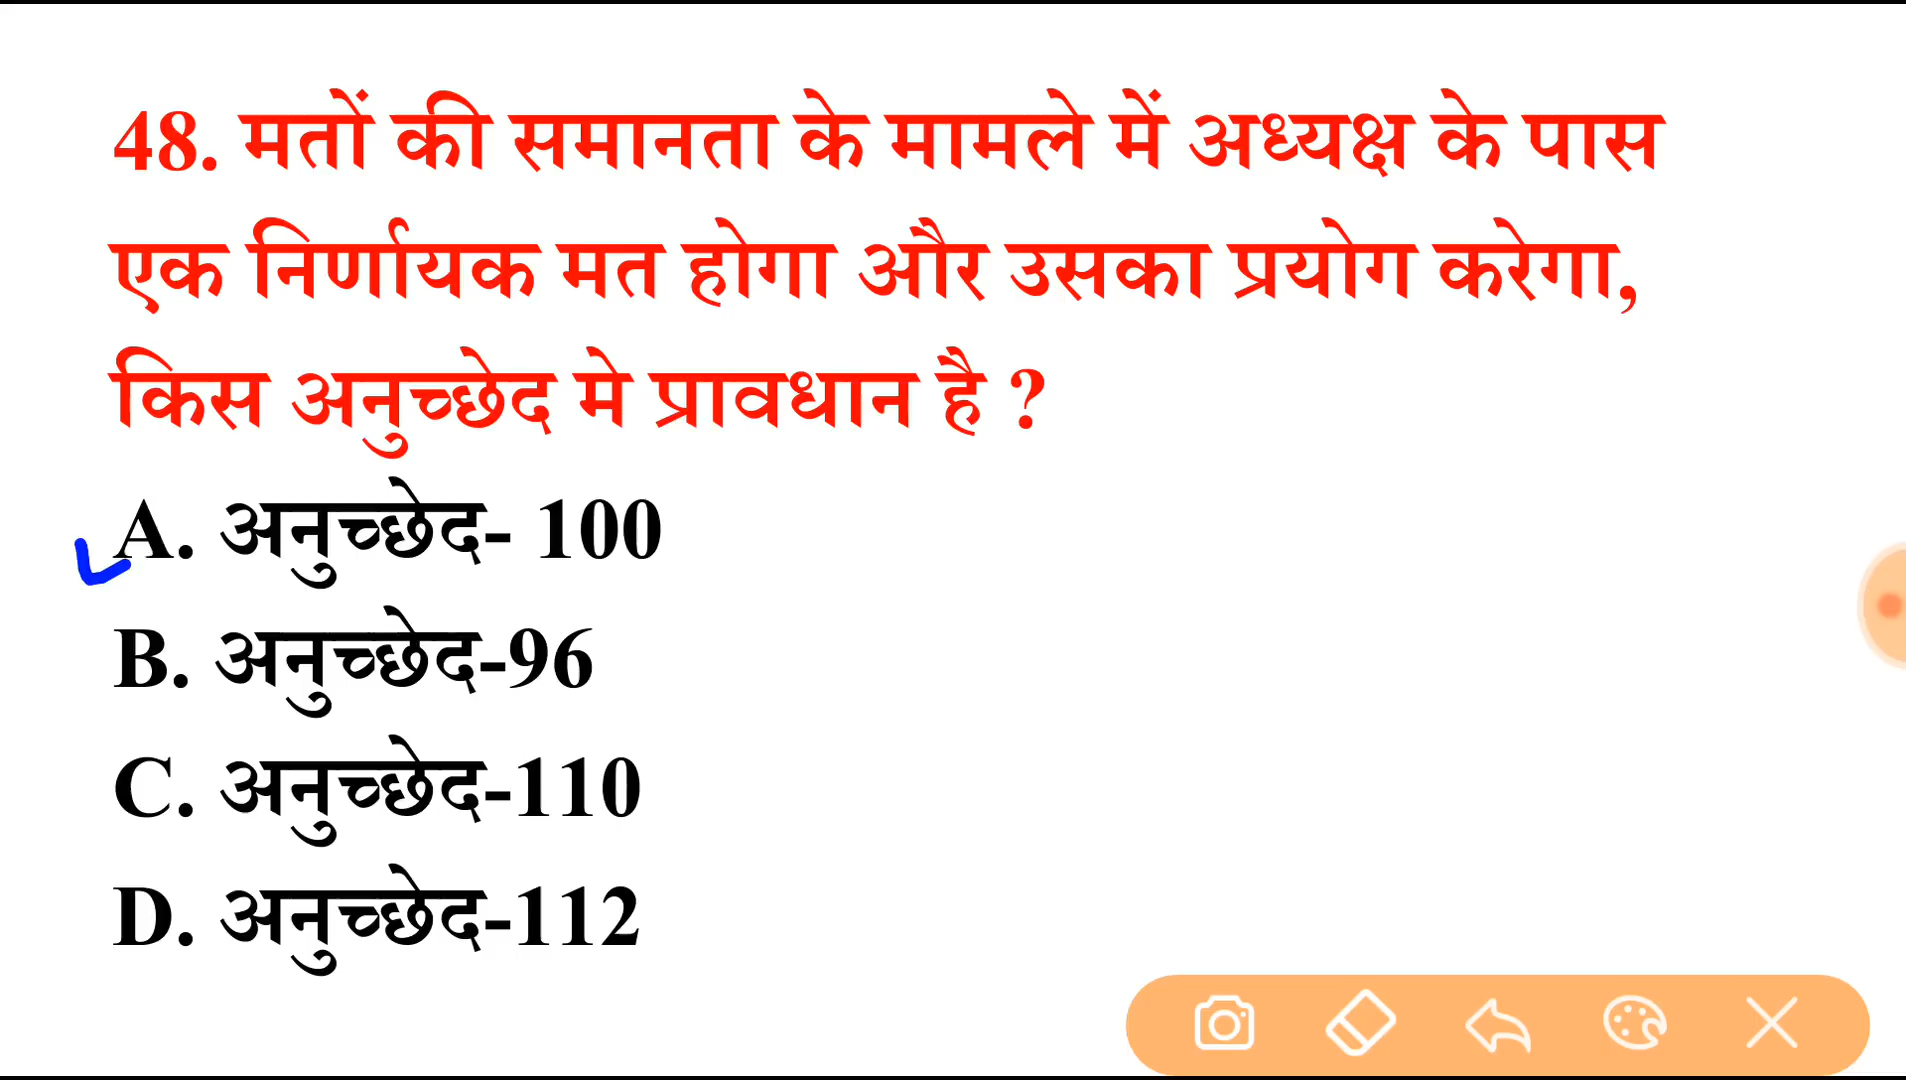 48. मतों की समानता के मामले में अध्यक्ष के पास
एक निर्णायक मत होगा और उसका प्रयोग करेगा,
किस अनुच्छेद मे प्रावधान है ?
A. अनुच्छेद- 100
B. अनुच्छेद-96
C. अनुच्छेद-110
D. अनुच्छेद-112